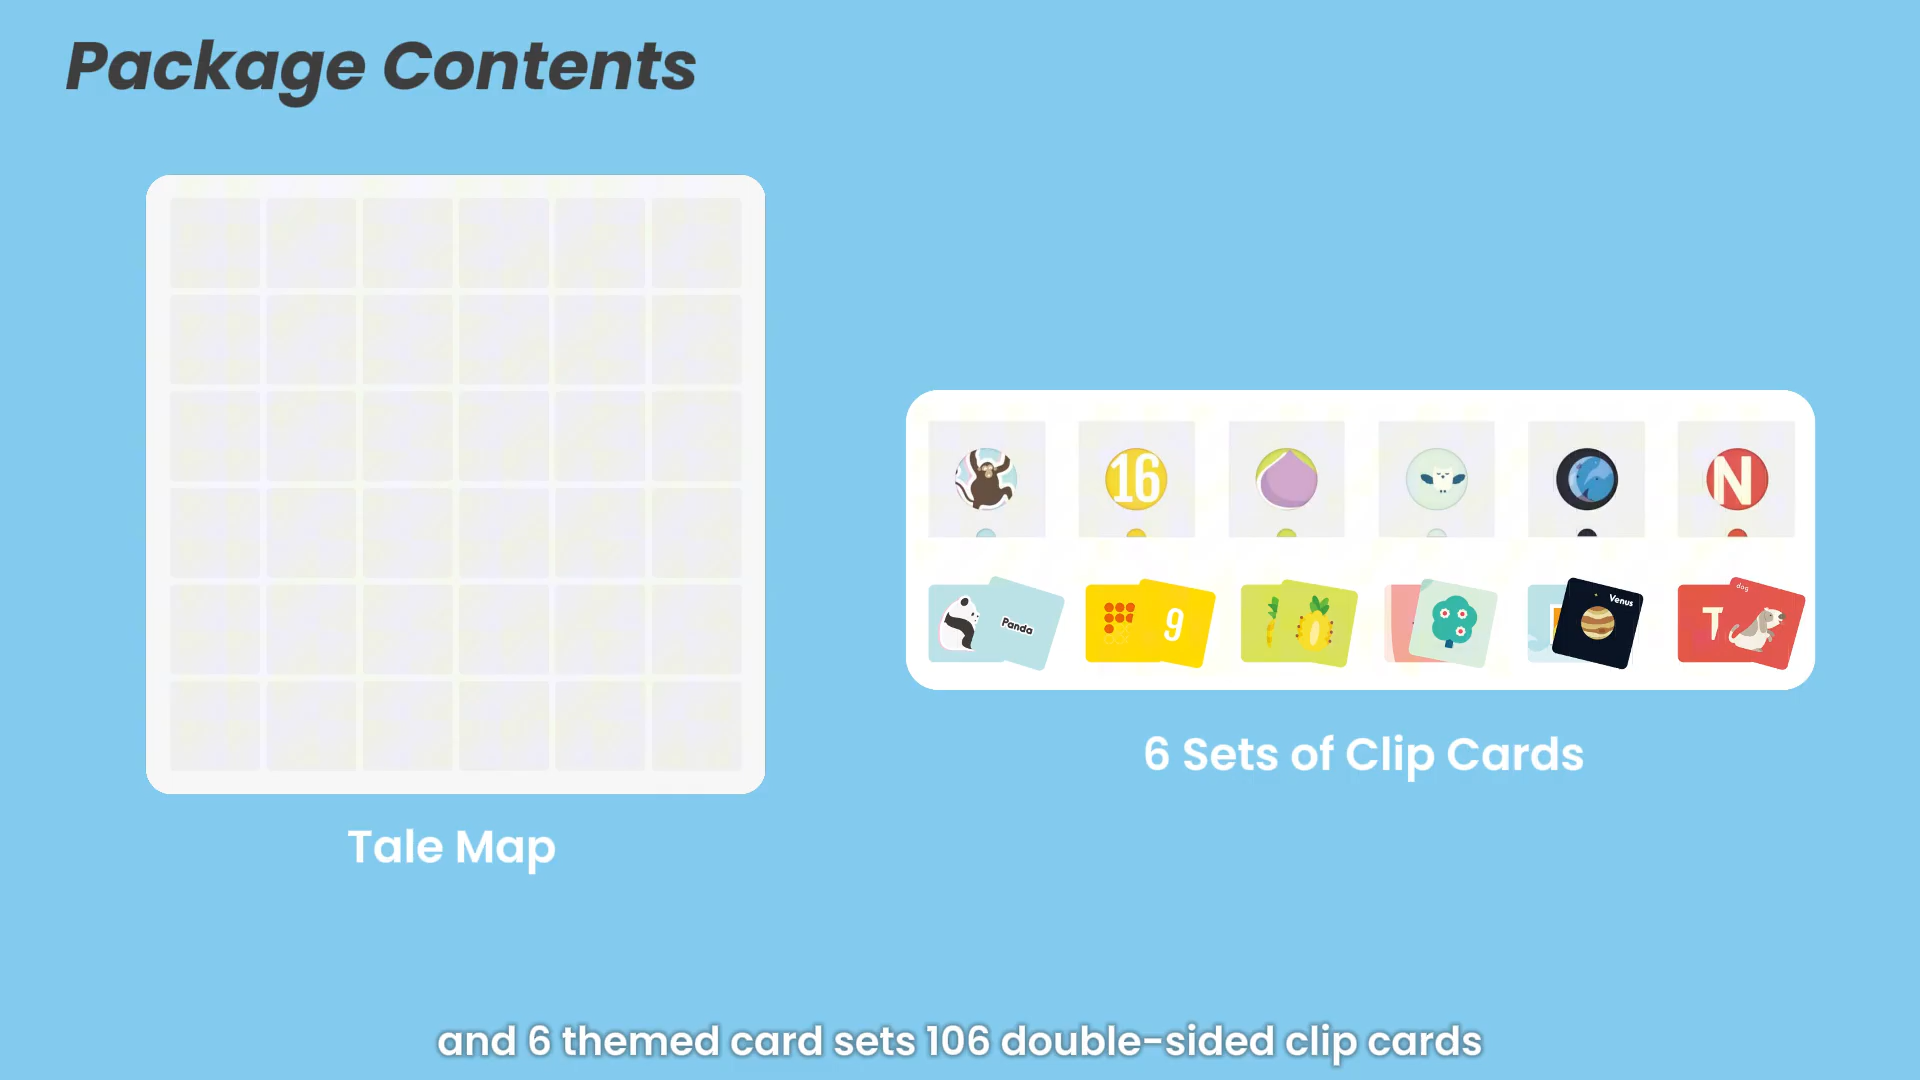 Package Contents
16
N
Panda
9
Venus
T
dog
Tale Map
6 Sets of Clip Cards
and 6 themed card sets 106 double-sided clip cards